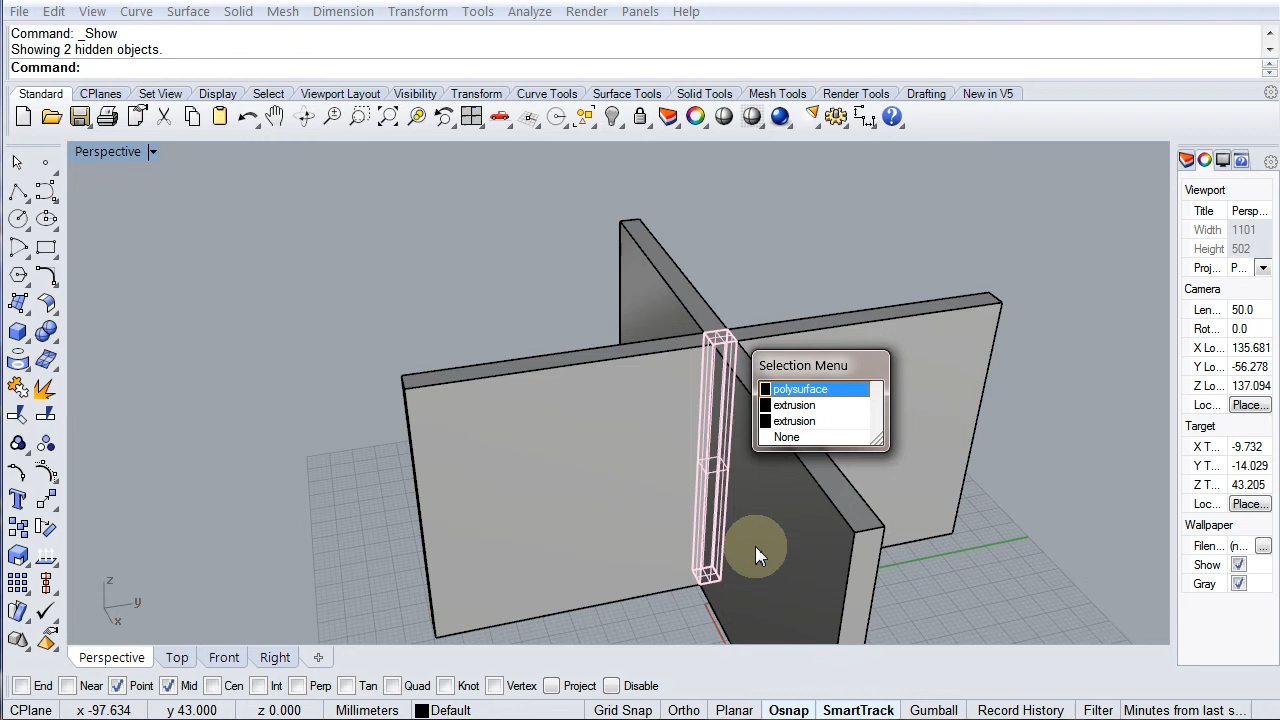 File Edit View Curve Surface Solid Mesh Dimension Transform Tools Analyze Render Panels Help
Command: _Show
Showing 2 hidden objects.
Command:
Standard CPlanes Set View Display Select Viewport Layout Visibility Transform Curve Tools Surface Tools Solid Tools Mesh Tools Render Tools Drafting New in V5
Perspective
Viewport
Title Persp...
Width 1101
Height 502
Proj... P...
Camera
Len... 50.0
Rot... 0.0
X Lo... 135.681
Y Lo... -56.278
Z Lo... 137.094
Loc... Place...
Target
X T... -9.732
Y T... -14.029
Z T... 43.205
Loc... Place...
Wallpaper
Filen... (n... ...
Show
Gray
Selection Menu
polysurface
extrusion
extrusion
None
z
y
x
Perspective Top Front Right
End Near Point Mid Cen Int Perp Tan Quad Knot Vertex Project Disable
CPlane x -97.634 y 43.000 z 0.000 Millimeters Default Grid Snap Ortho Planar Osnap SmartTrack Gumball Record History Filter Minutes from last s...